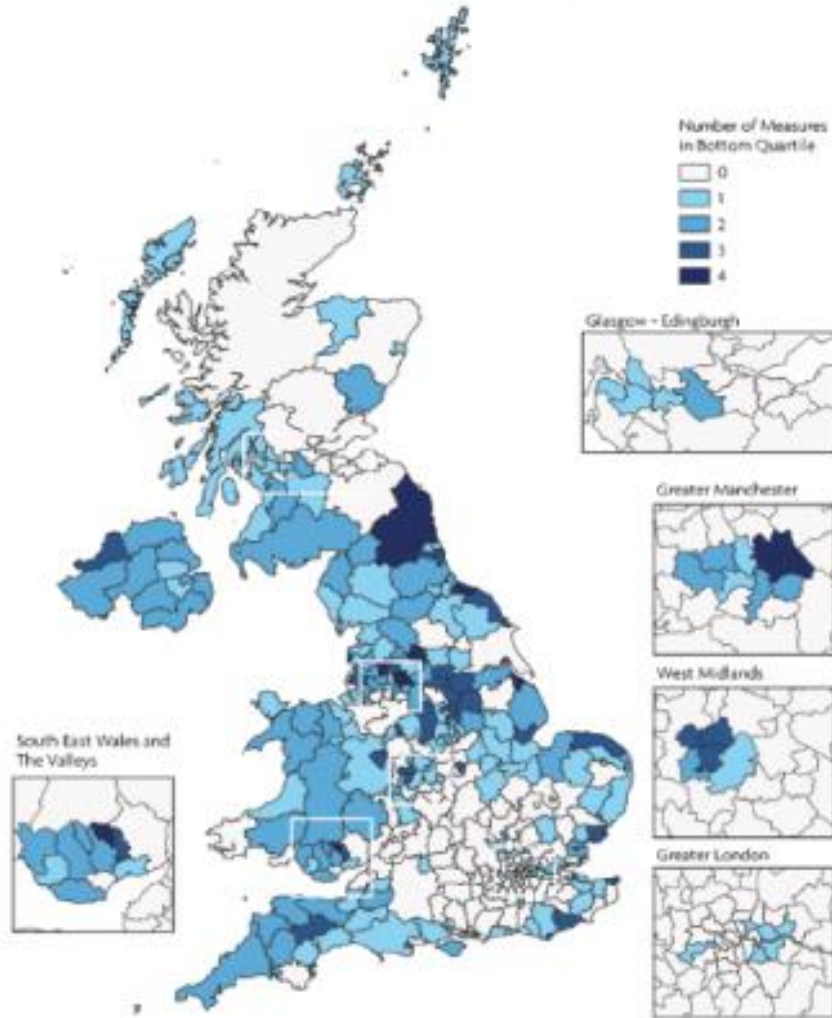 Number of Measures
in Bottom Quartile
0
1
2
3
4
Glasgow - Edingburgh
Greater Manchester
West Midlands
South East Wales and
The Valleys
Greater London